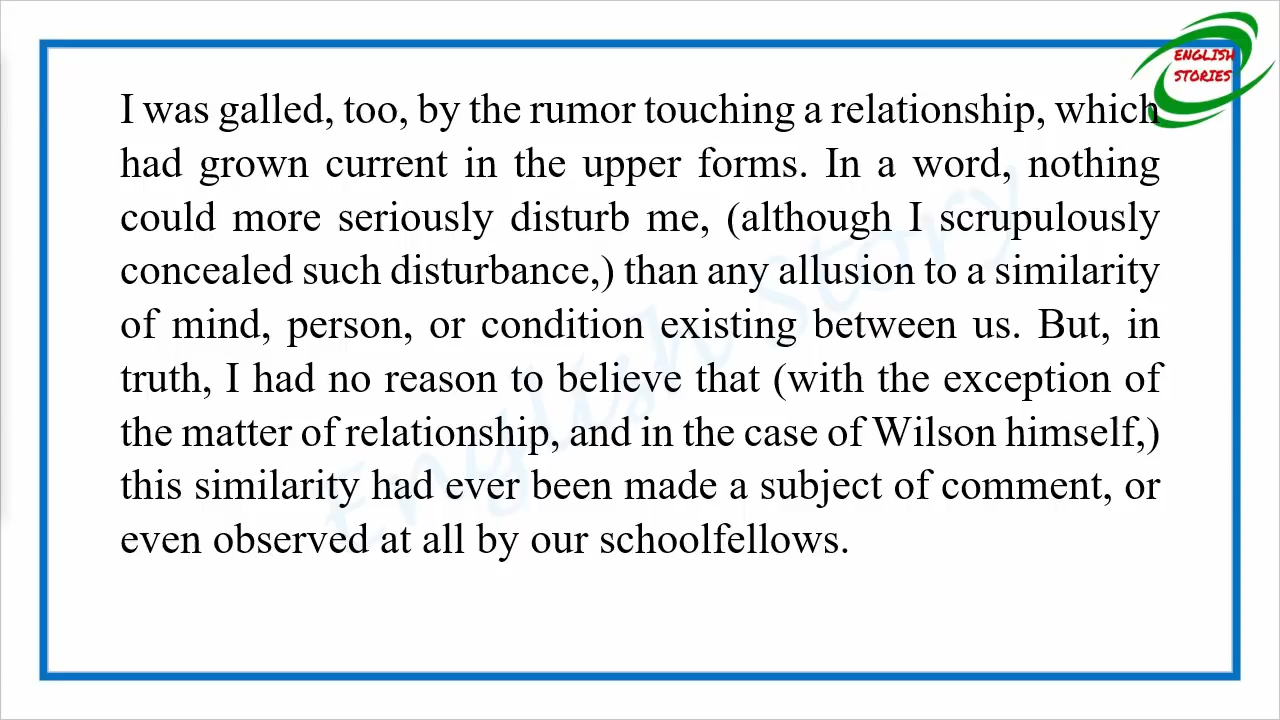 ENGLISH
STORIES
I was galled, too, by the rumor touching a relationship, which
had grown current in the upper forms. In a word, nothing
could more seriously disturb me, (although I scrupulously
concealed such disturbance,) than any allusion to a similarity
of mind, person, or condition existing between us. But, in
truth, I had no reason to believe that (with the exception of
the matter of relationship, and in the case of Wilson himself,)
this similarity had ever been made a subject of comment, or
even observed at all by our schoolfellows.
English Story